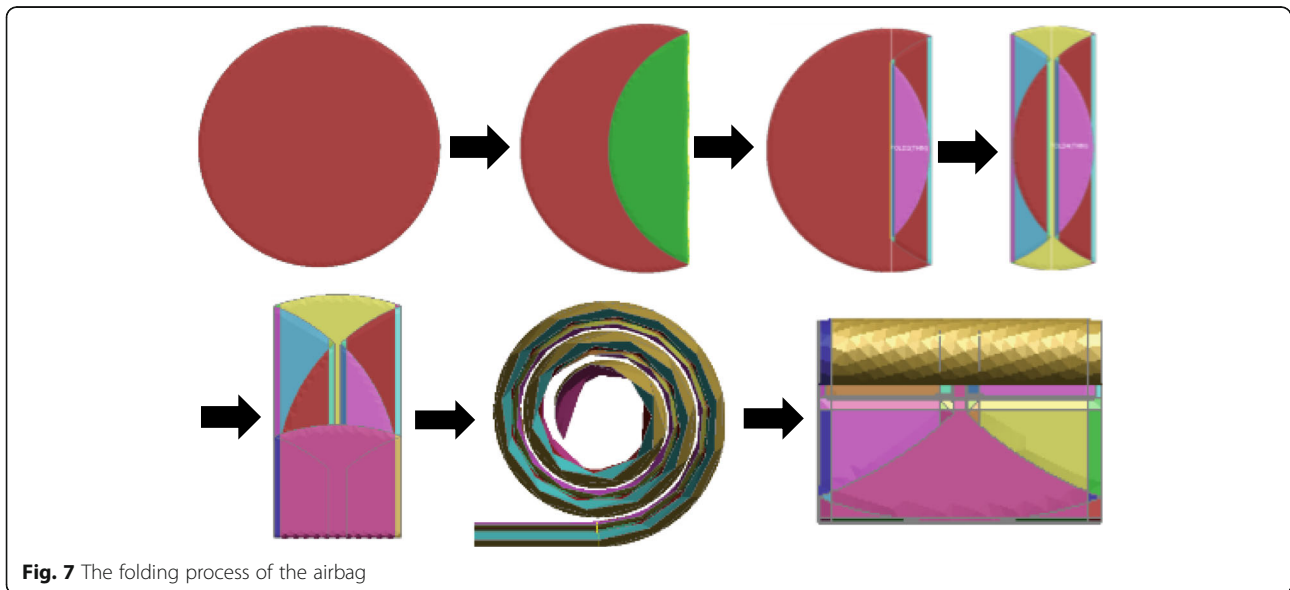 Fig. 7 The folding process of the airbag